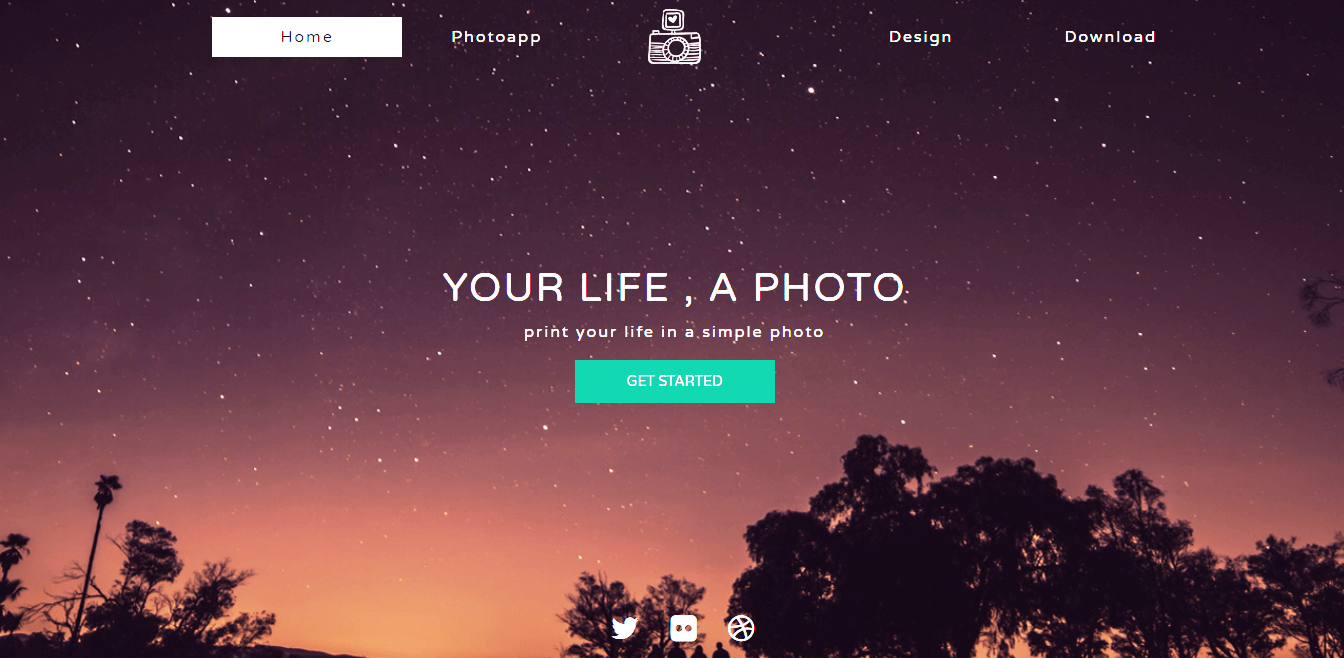 Home
Photoapp
Design
Download
YOUR LIFE , A PHOTO
print your life in a simple photo
GET STARTED